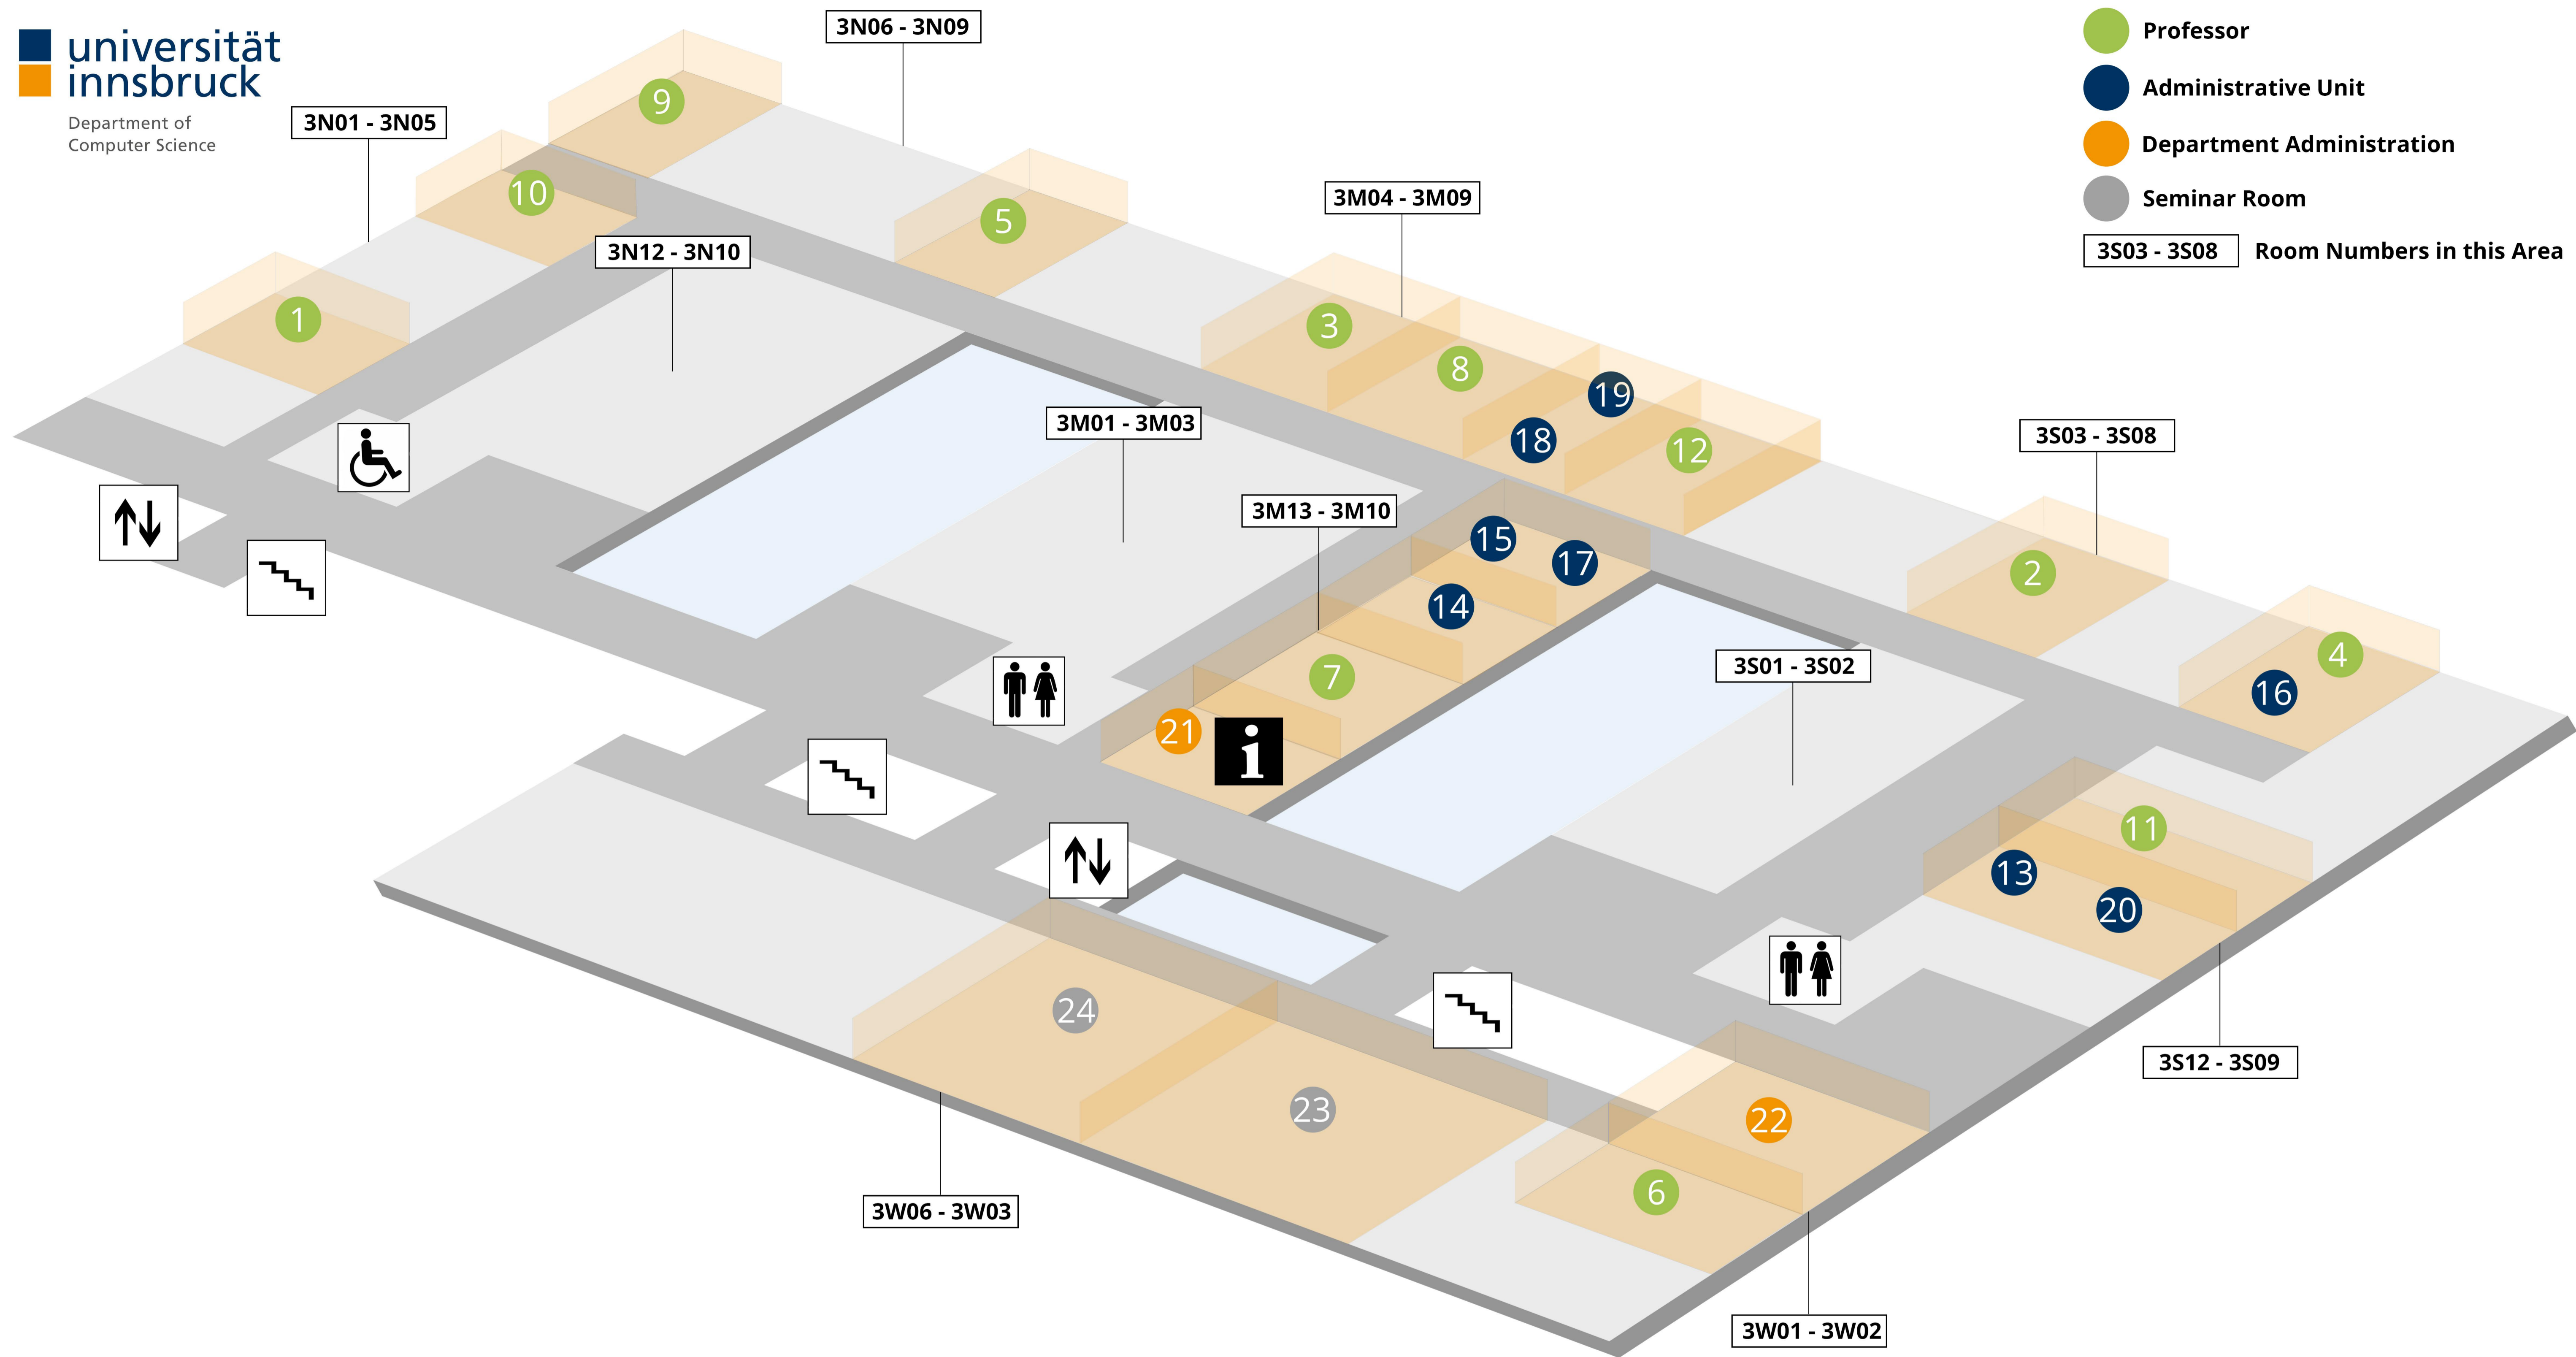 universität
innsbruck
Department of
Computer Science
Professor
Administrative Unit
Department Administration
Seminar Room
3S03 - 3S08 Room Numbers in this Area
3N06 - 3N09
3N01 - 3N05
3N12 - 3N10
3M04 - 3M09
3M01 - 3M03
3M13 - 3M10
3S03 - 3S08
3S01 - 3S02
3S12 - 3S09
3W06 - 3W03
3W01 - 3W02
9
10
5
1
3
8
19
18
12
15
17
14
2
7
4
16
21
i
11
13
20
24
23
22
6